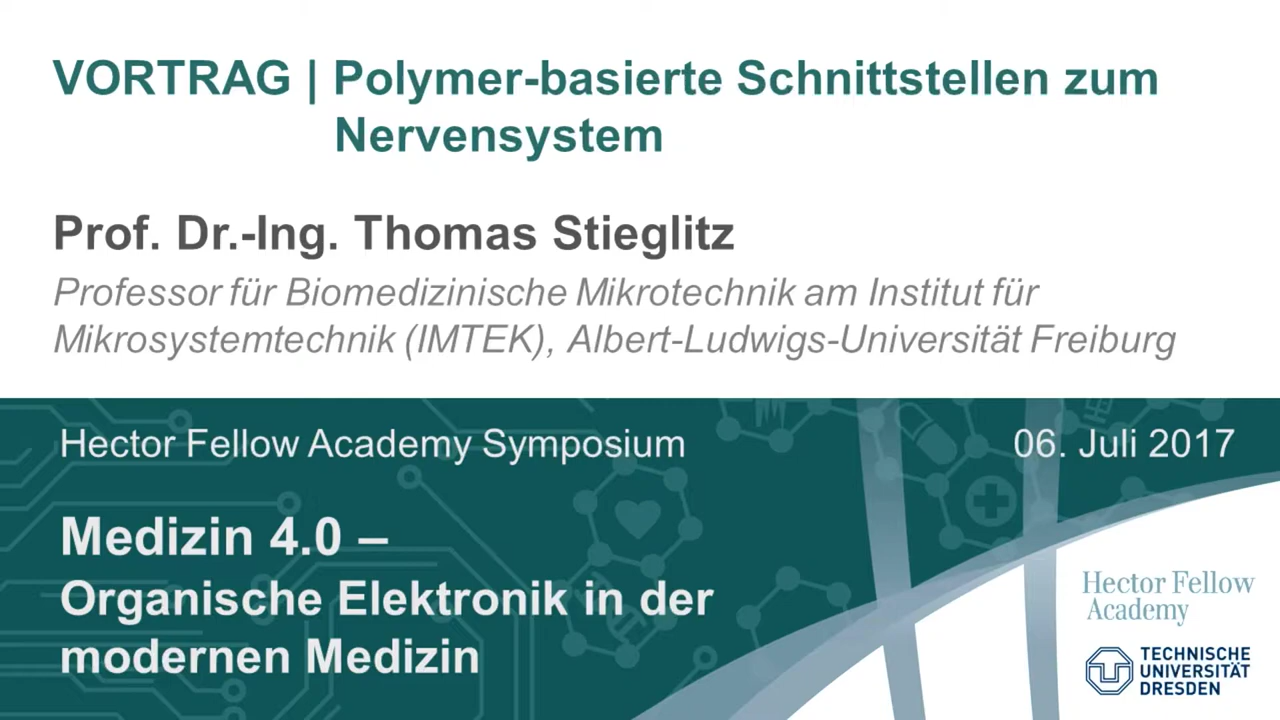 VORTRAG | Polymer-basierte Schnittstellen zum
Nervensystem
Prof. Dr.-Ing. Thomas Stieglitz
Professor für Biomedizinische Mikrotechnik am Institut für
Mikrosystemtechnik (IMTEK), Albert-Ludwigs-Universität Freiburg
Hector Fellow Academy Symposium
06. Juli 2017
Medizin 4.0 –
Organische Elektronik in der
modernen Medizin
Hector Fellow
Academy
TECHNISCHE
UNIVERSITÄT
DRESDEN